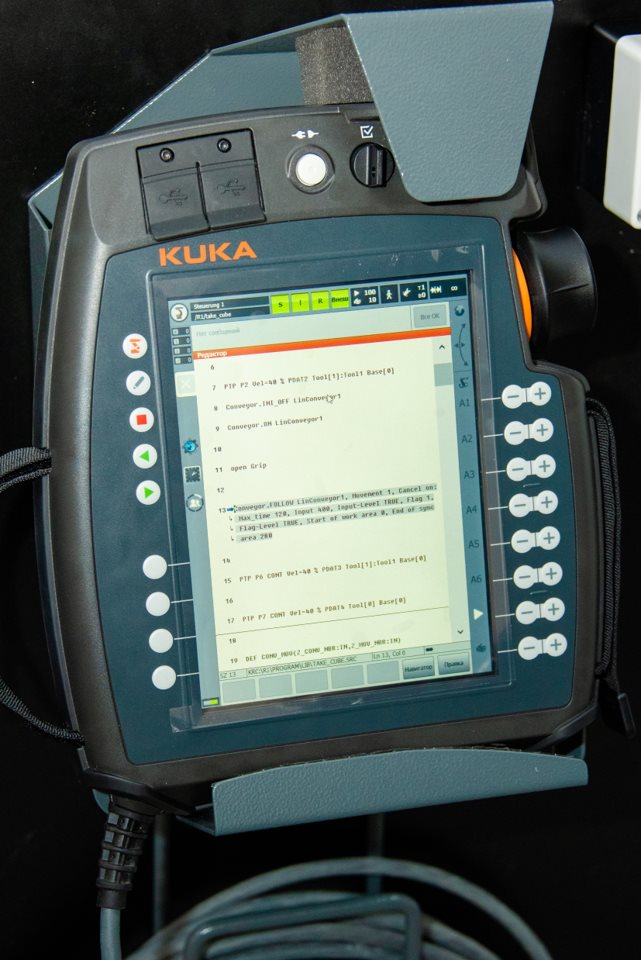 KUKA
Steuerung 1
/R1/take_cube
S I R Внеш
100
10
T1
∞
Нет сообщений
Все OK
Редактор
6
7 PTP P2 Vel=40 % PDAT2 Tool[1]:Tool1 Base[0]
8 Conveyor.INI_OFF LinConveyor1
9 Conveyor.ON LinConveyor1
10
11 open Grip
12
13 Conveyor.FOLLOW LinConveyor1, Movement 1, Cancel on:
Max_time 120, Input 400, Input-Level TRUE, Flag 1,
Flag-Level TRUE, Start of work area 0, End of sync
area 200
14
15 PTP P6 CONT Vel=40 % PDAT3 Tool[1]:Tool1 Base[0]
16
17 PTP P7 CONT Vel=40 % PDAT4 Tool[0] Base[0]
18
19 DEF CONV_MOV(Z_CONV_NBR:IN,Z_MOV_NBR:IN)
SZ 13 KRC:\R1\PROGRAM\LIB\TAKE_CUBE.SRC Ln 13, Col 0
Навигатор Правка
A1
A2
A3
A4
A5
A6